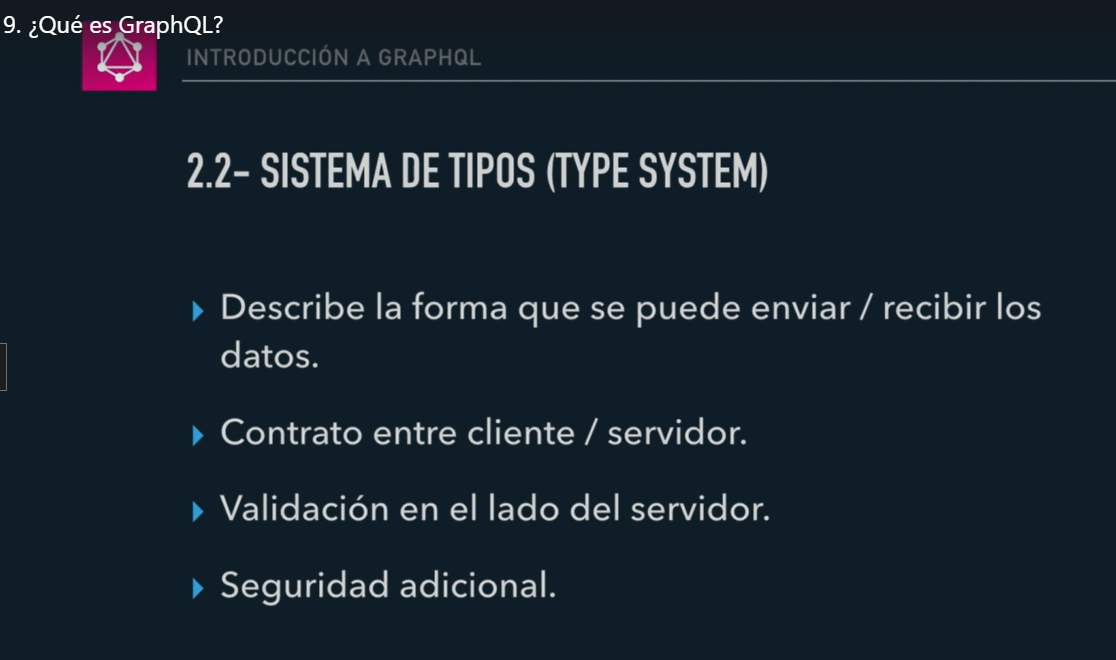 9. ¿Qué es GraphQL?
INTRODUCCIÓN A GRAPHQL
2.2- SISTEMA DE TIPOS (TYPE SYSTEM)
Describe la forma que se puede enviar / recibir los
datos.
Contrato entre cliente / servidor.
Validación en el lado del servidor.
Seguridad adicional.